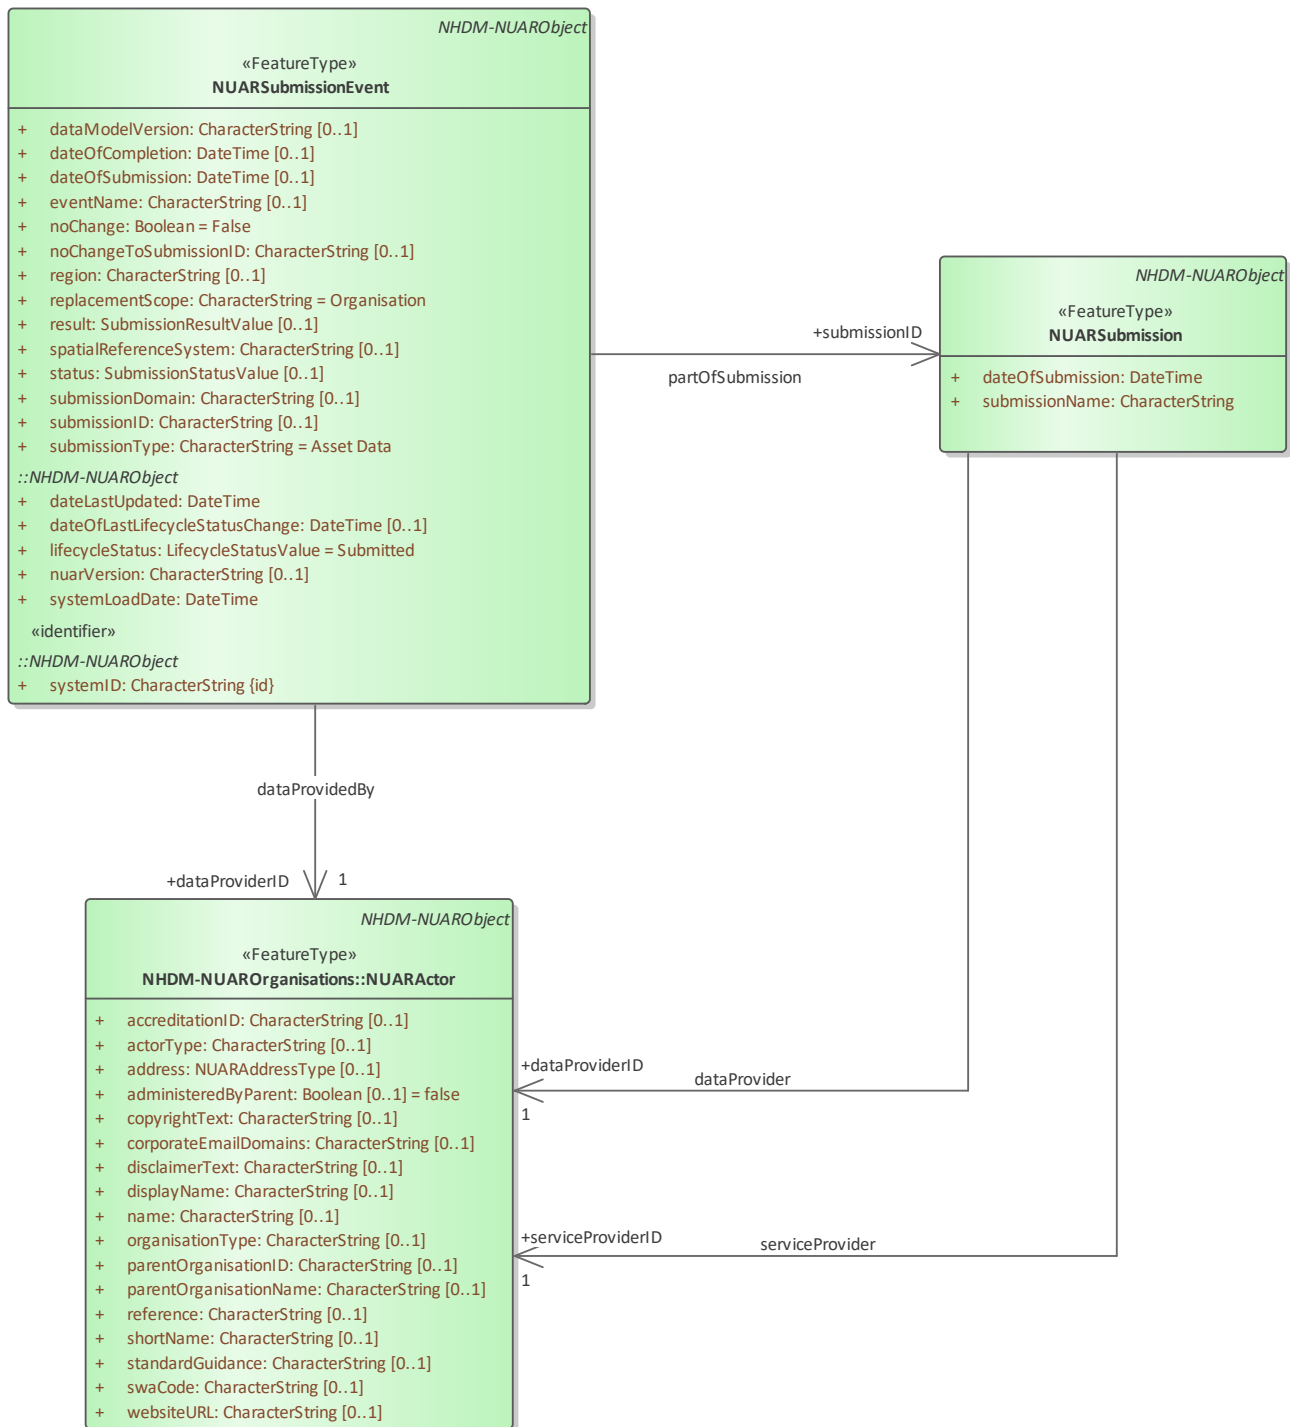 NHDM-NUARObject
«FeatureType»
NUARSubmissionEvent
+ dataModelVersion: CharacterString [0..1]
+ dateOfCompletion: DateTime [0..1]
+ dateOfSubmission: DateTime [0..1]
+ eventName: CharacterString [0..1]
+ noChange: Boolean = False
+ noChangeToSubmissionID: CharacterString [0..1]
+ region: CharacterString [0..1]
+ replacementScope: CharacterString = Organisation
+ result: SubmissionResultValue [0..1]
+ spatialReferenceSystem: CharacterString [0..1]
+ status: SubmissionStatusValue [0..1]
+ submissionDomain: CharacterString [0..1]
+ submissionID: CharacterString [0..1]
+ submissionType: CharacterString = Asset Data
::NHDM-NUARObject
+ dateLastUpdated: DateTime
+ dateOfLastLifecycleStatusChange: DateTime [0..1]
+ lifecycleStatus: LifecycleStatusValue = Submitted
+ nuarVersion: CharacterString [0..1]
+ systemLoadDate: DateTime
«identifier»
::NHDM-NUARObject
+ systemID: CharacterString {id}
+submissionID
partOfSubmission
NHDM-NUARObject
«FeatureType»
NUARSubmission
+ dateOfSubmission: DateTime
+ submissionName: CharacterString
dataProvidedBy
+dataProviderID 1
NHDM-NUARObject
«FeatureType»
NHDM-NUAROrganisations::NUARActor
+ accreditationID: CharacterString [0..1]
+ actorType: CharacterString [0..1]
+ address: NUARAddressType [0..1]
+ administeredByParent: Boolean [0..1] = false
+ copyrightText: CharacterString [0..1]
+ corporateEmailDomains: CharacterString [0..1]
+ disclaimerText: CharacterString [0..1]
+ displayName: CharacterString [0..1]
+ name: CharacterString [0..1]
+ organisationType: CharacterString [0..1]
+ parentOrganisationID: CharacterString [0..1]
+ parentOrganisationName: CharacterString [0..1]
+ reference: CharacterString [0..1]
+ shortName: CharacterString [0..1]
+ standardGuidance: CharacterString [0..1]
+ swaCode: CharacterString [0..1]
+ websiteURL: CharacterString [0..1]
+dataProviderID
dataProvider
1
+serviceProviderID
serviceProvider
1